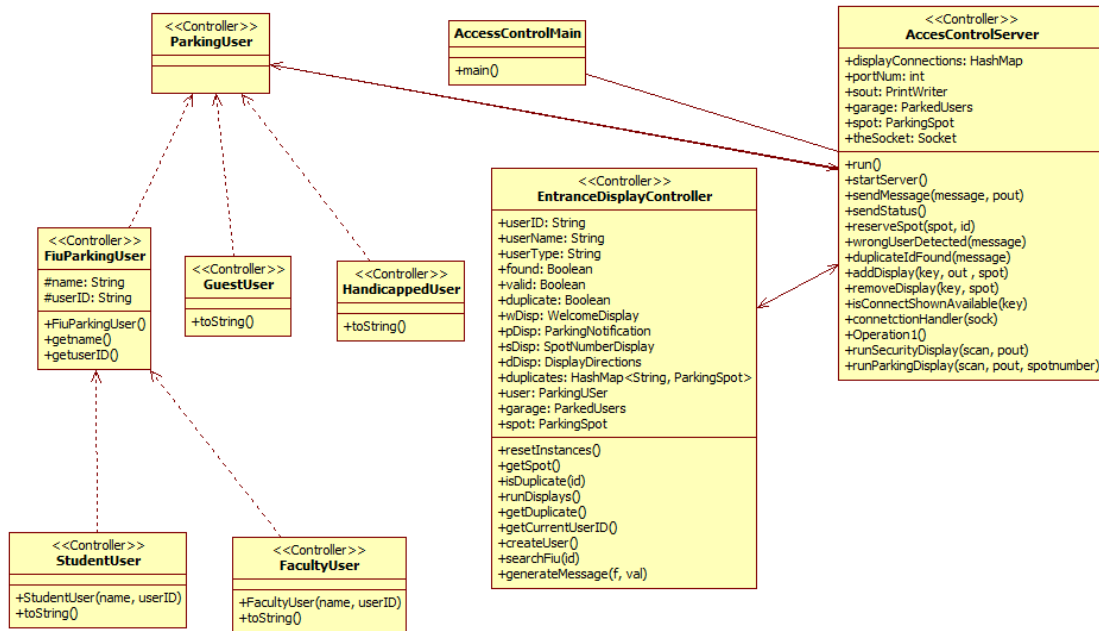 <<Controller>>
ParkingUser
AccessControlMain
+main()
<<Controller>>
AccesControlServer
+displayConnections: HashMap
+portNum: int
+sout: PrintWriter
+garage: ParkedUsers
+spot: ParkingSpot
+theSocket: Socket
+run()
+startServer()
+sendMessage(message, pout)
+sendStatus()
+reserveSpot(spot, id)
+wrongUserDetected(message)
+duplicateIdFound(message)
+addDisplay(key, out , spot)
+removeDisplay(key, spot)
+isConnectShownAvailable(key)
+connetctionHandler(sock)
+Operation1()
+runSecurityDisplay(scan, pout)
+runParkingDisplay(scan, pout, spotnumber)
<<Controller>>
EntranceDisplayController
+userID: String
+userName: String
+userType: String
+found: Boolean
+valid: Boolean
+duplicate: Boolean
+wDisp: WelcomeDisplay
+pDisp: ParkingNotification
+sDisp: SpotNumberDisplay
+dDisp: DisplayDirections
+duplicates: HashMap<String, ParkingSpot>
+user: ParkingUSer
+garage: ParkedUsers
+spot: ParkingSpot
+resetInstances()
+getSpot()
+isDuplicate(id)
+runDisplays()
+getDuplicate()
+getCurrentUserID()
+createUser()
+searchFiu(id)
+generateMessage(f, val)
<<Controller>>
FiuParkingUser
#name: String
#userID: String
+FiuParkingUser()
+getname()
+getuserID()
<<Controller>>
GuestUser
+toString()
<<Controller>>
HandicappedUser
+toString()
<<Controller>>
StudentUser
+StudentUser(name, userID)
+toString()
<<Controller>>
FacultyUser
+FacultyUser(name, userID)
+toString()